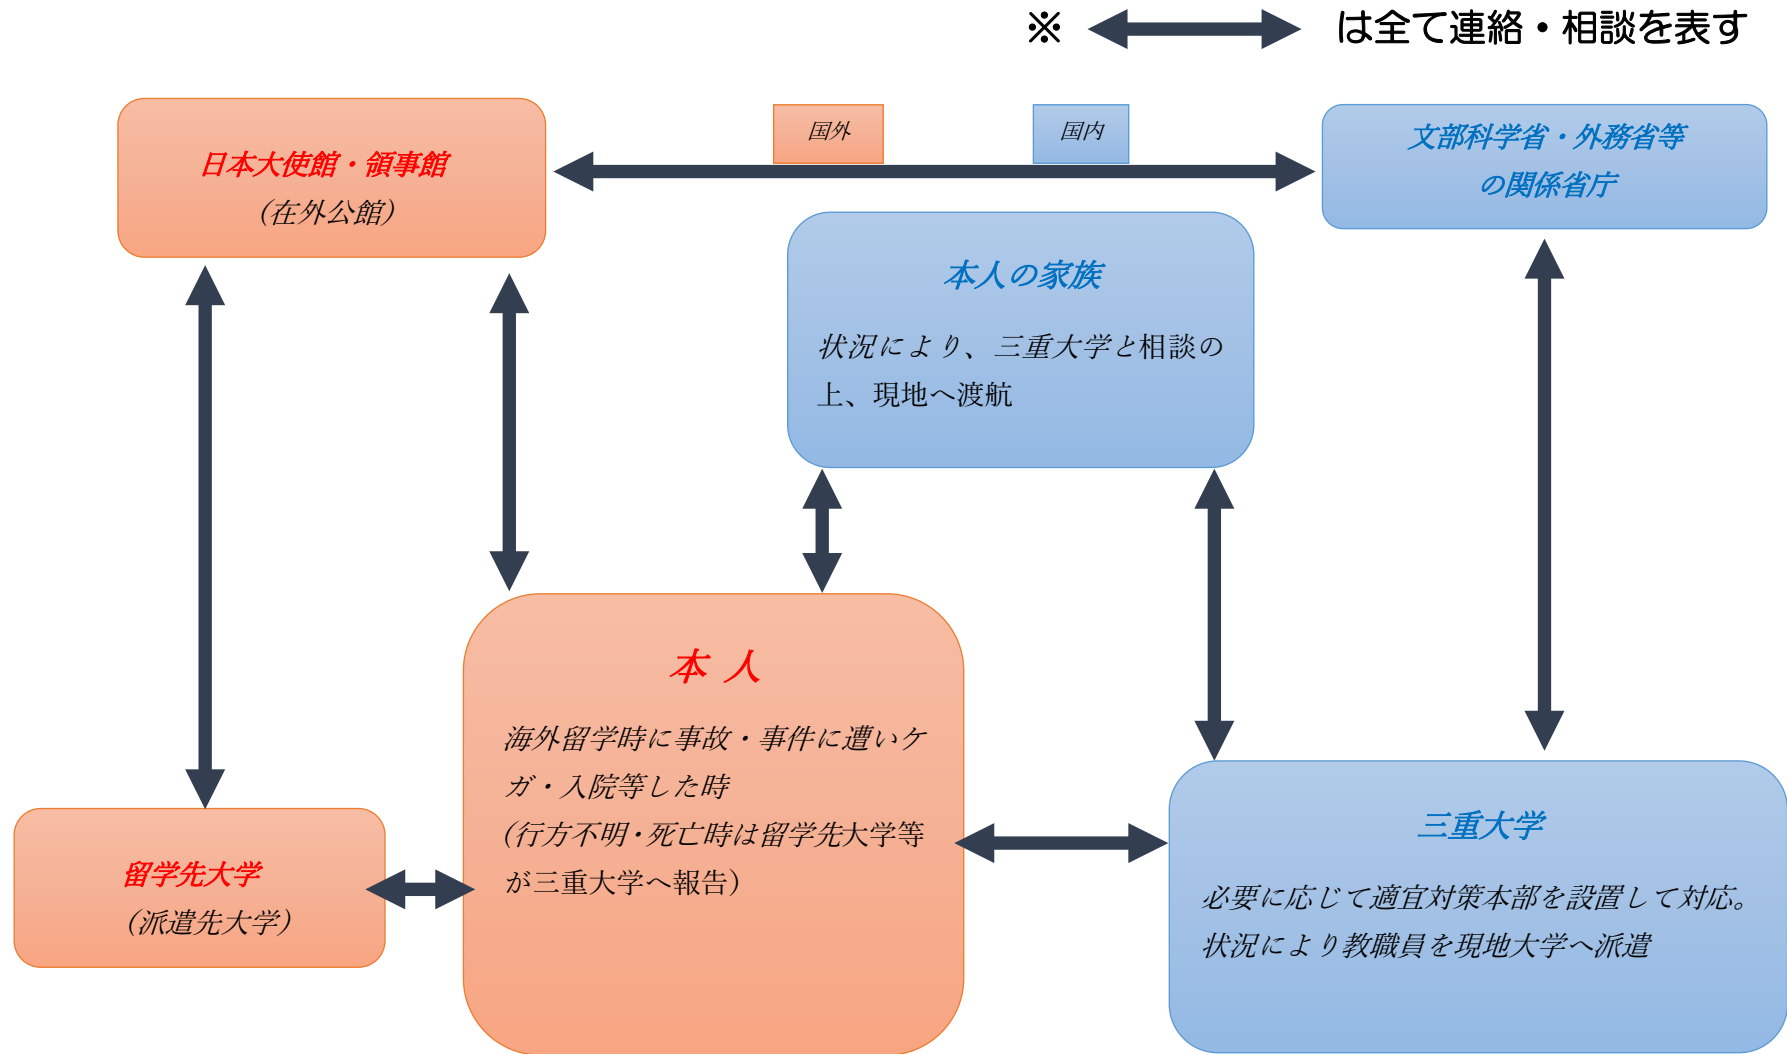 ※ は全て連絡・相談を表す
国外
国内
日本大使館・領事館
（在外公館）
文部科学省・外務省等
の関係省庁
本人の家族
状況により、三重大学と相談の
上、現地へ渡航
本 人
海外留学時に事故・事件に遭いケ
ガ・入院等した時
（行方不明・死亡時は留学先大学等
が三重大学へ報告）
留学先大学
（派遣先大学）
三重大学
必要に応じて適宜対策本部を設置して対応。
状況により教職員を現地大学へ派遣